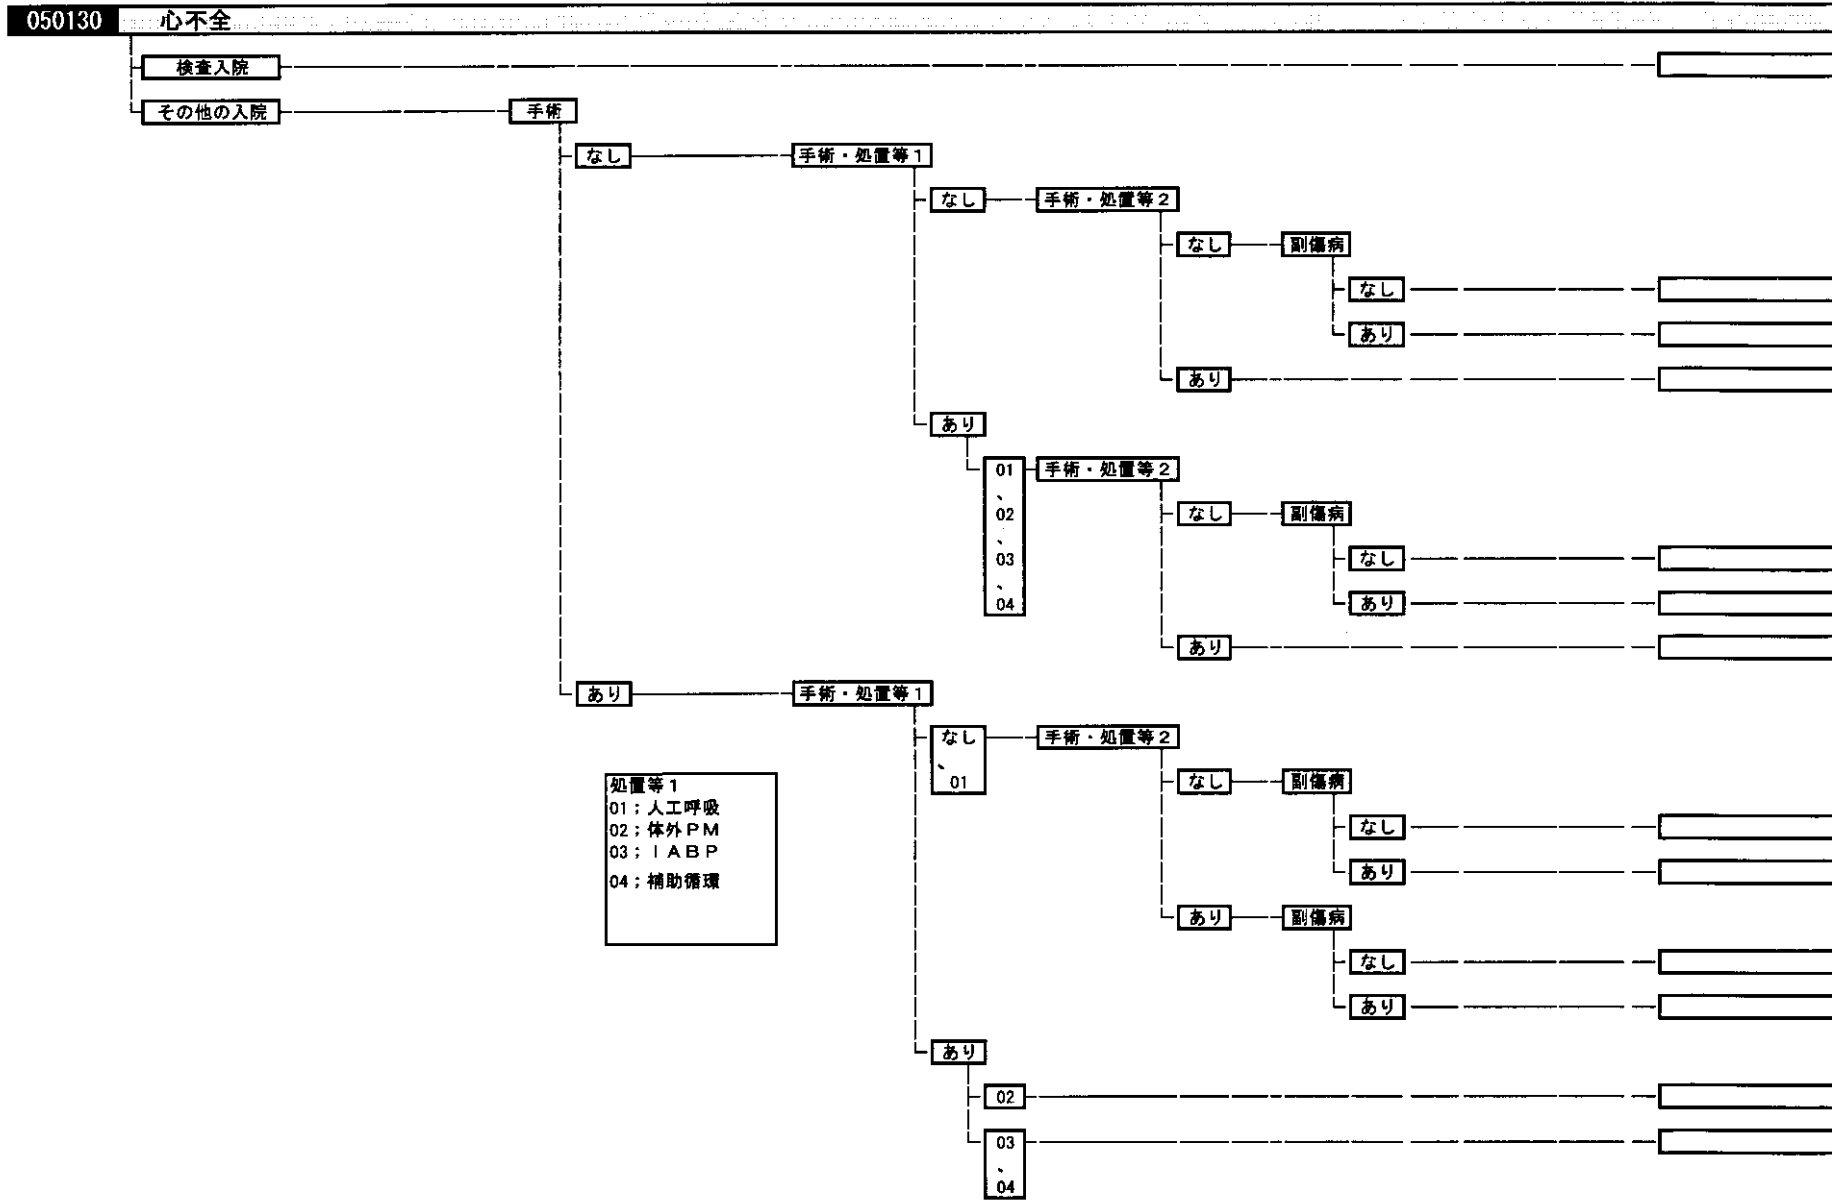 050130 心不全
検査入院
その他の入院 手術
なし 手術・処置等1
なし 手術・処置等2
なし 副傷病
なし
あり
あり
あり
01 手術・処置等2
、
02 なし 副傷病
、
03 なし
、
04 あり
あり
あり 手術・処置等1
なし 手術・処置等2
、
01 なし 副傷病
処置等1
01；人工呼吸
02；体外PM なし
03；IABP
04；補助循環 あり
あり 副傷病
なし
あり
あり
02
03
、
04